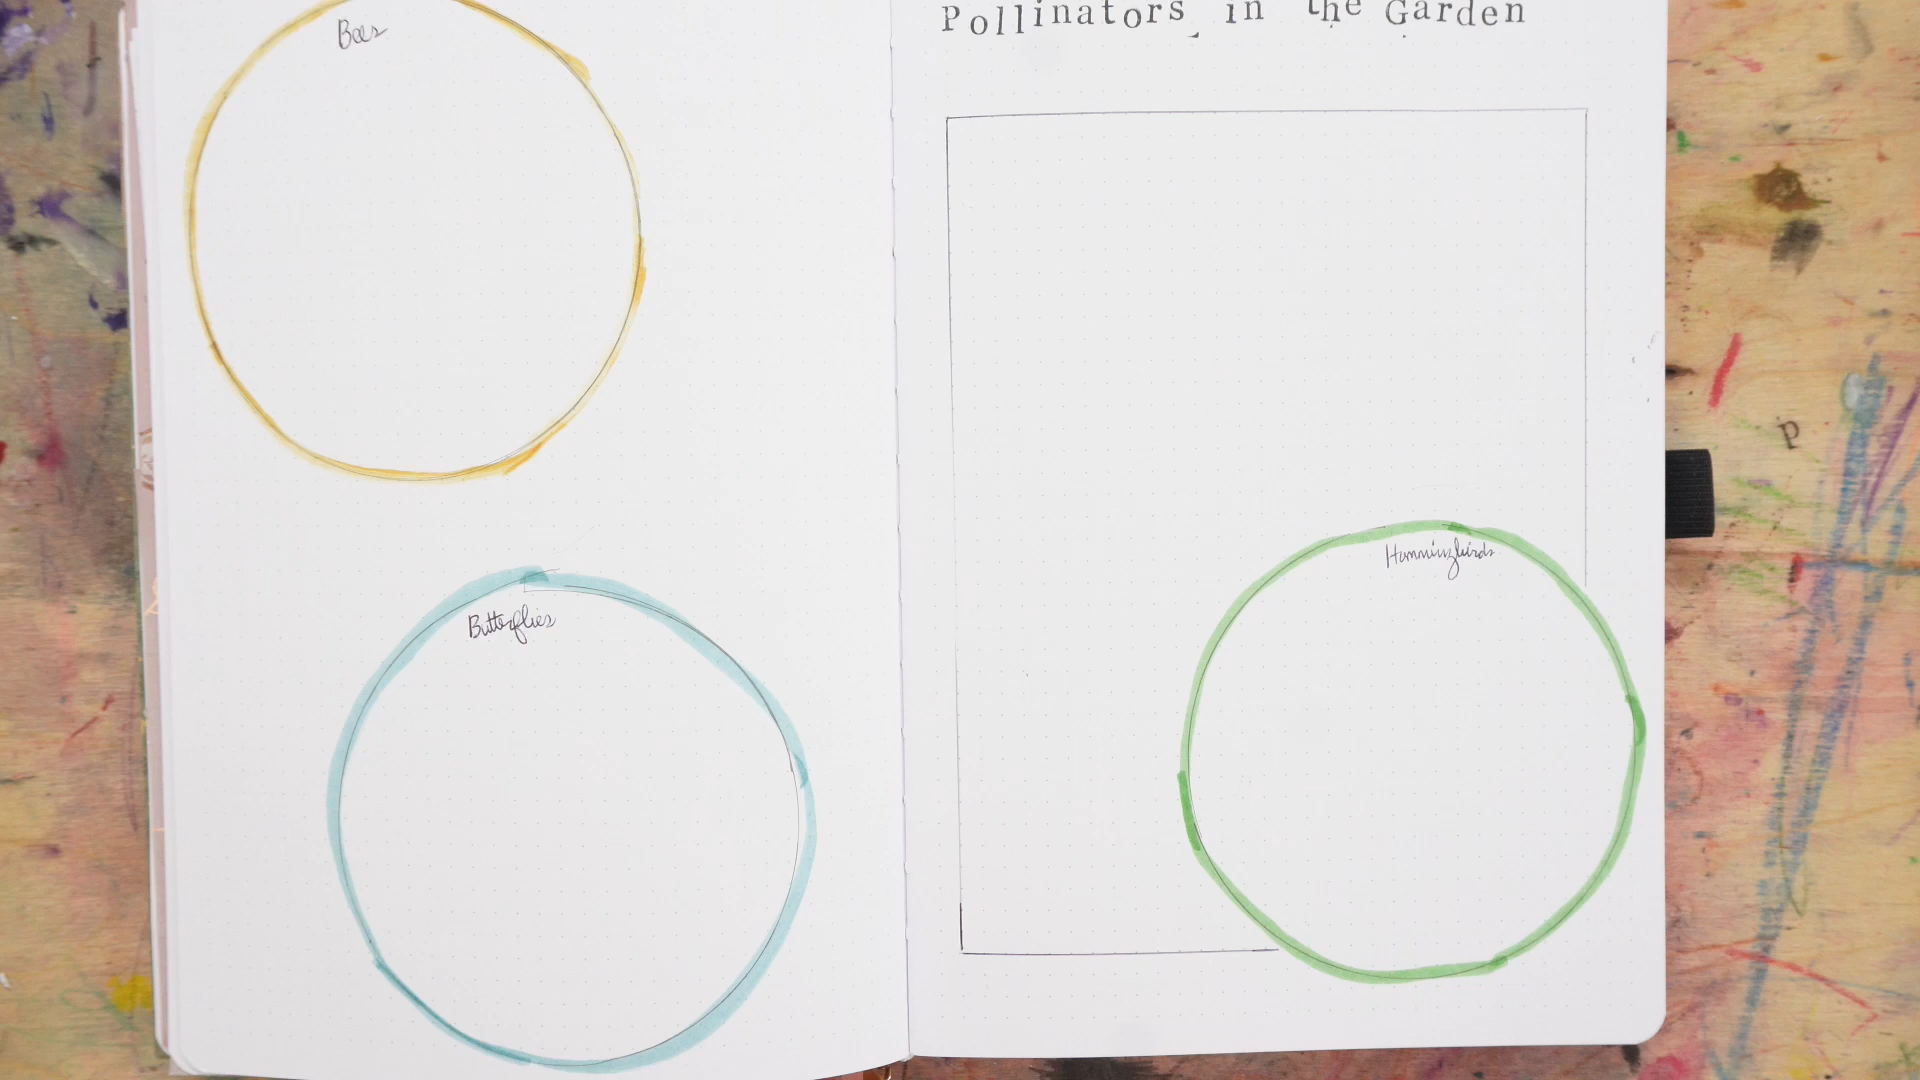 Bees
Butterflies
Pollinators in the Garden
Hummingbirds
P